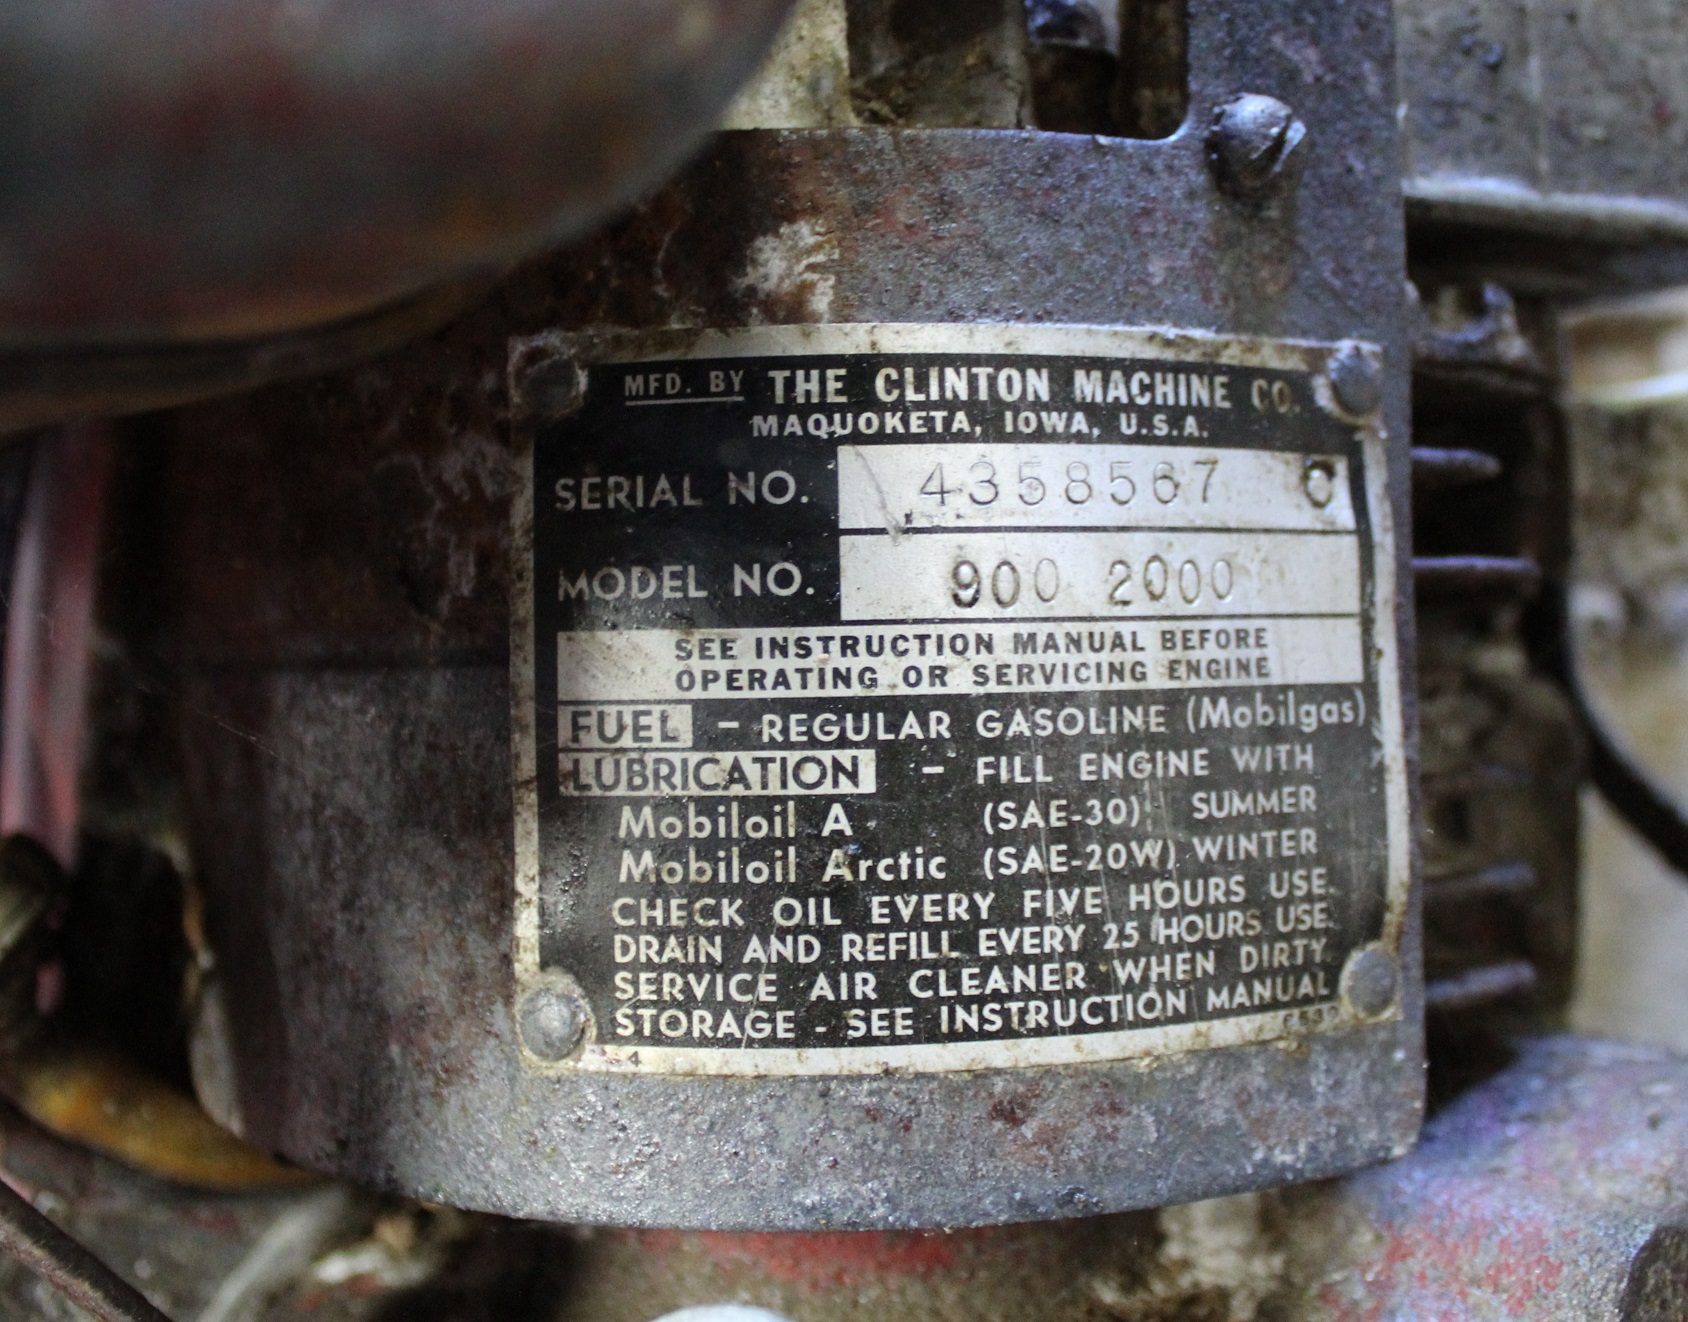 MFD. BY THE CLINTON MACHINE CO.
MAQUOKETA, IOWA, U.S.A.
SERIAL NO. 4358567 C
MODEL NO. 900 2000
SEE INSTRUCTION MANUAL BEFORE
OPERATING OR SERVICING ENGINE
FUEL - REGULAR GASOLINE (Mobilgas)
LUBRICATION - FILL ENGINE WITH
Mobiloil A (SAE-30) SUMMER
Mobiloil Arctic (SAE-20W) WINTER
CHECK OIL EVERY FIVE HOURS USE.
DRAIN AND REFILL EVERY 25 HOURS USE.
SERVICE AIR CLEANER WHEN DIRTY.
STORAGE - SEE INSTRUCTION MANUAL